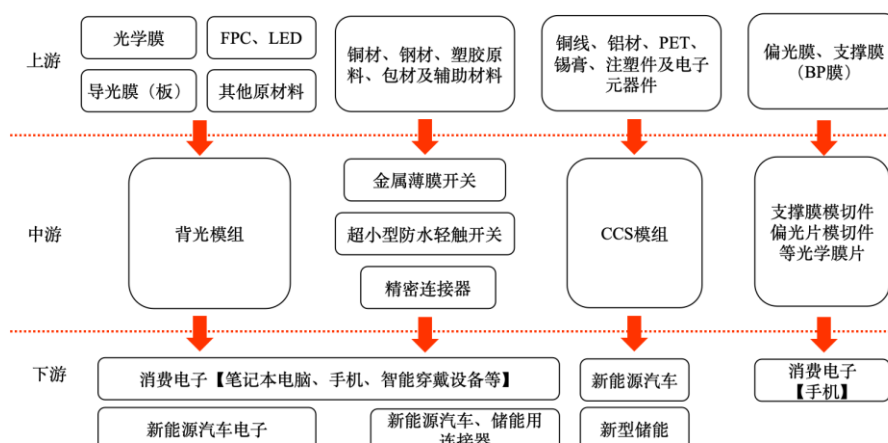 上游
光学膜
FPC、LED
导光膜（板）
其他原材料
铜材、钢材、塑胶原
料、包材及辅助材料
铜线、铝材、PET、
锡膏、注塑件及电子
元器件
偏光膜、支撑膜
（BP膜）
中游
背光模组
金属薄膜开关
超小型防水轻触开关
精密连接器
CCS模组
支撑膜模切件
偏光片模切件
等光学膜片
下游
消费电子【笔记本电脑、手机、智能穿戴设备等】
新能源汽车
消费电子
【手机】
新能源汽车电子
新能源汽车、储能用
连接器
新型储能